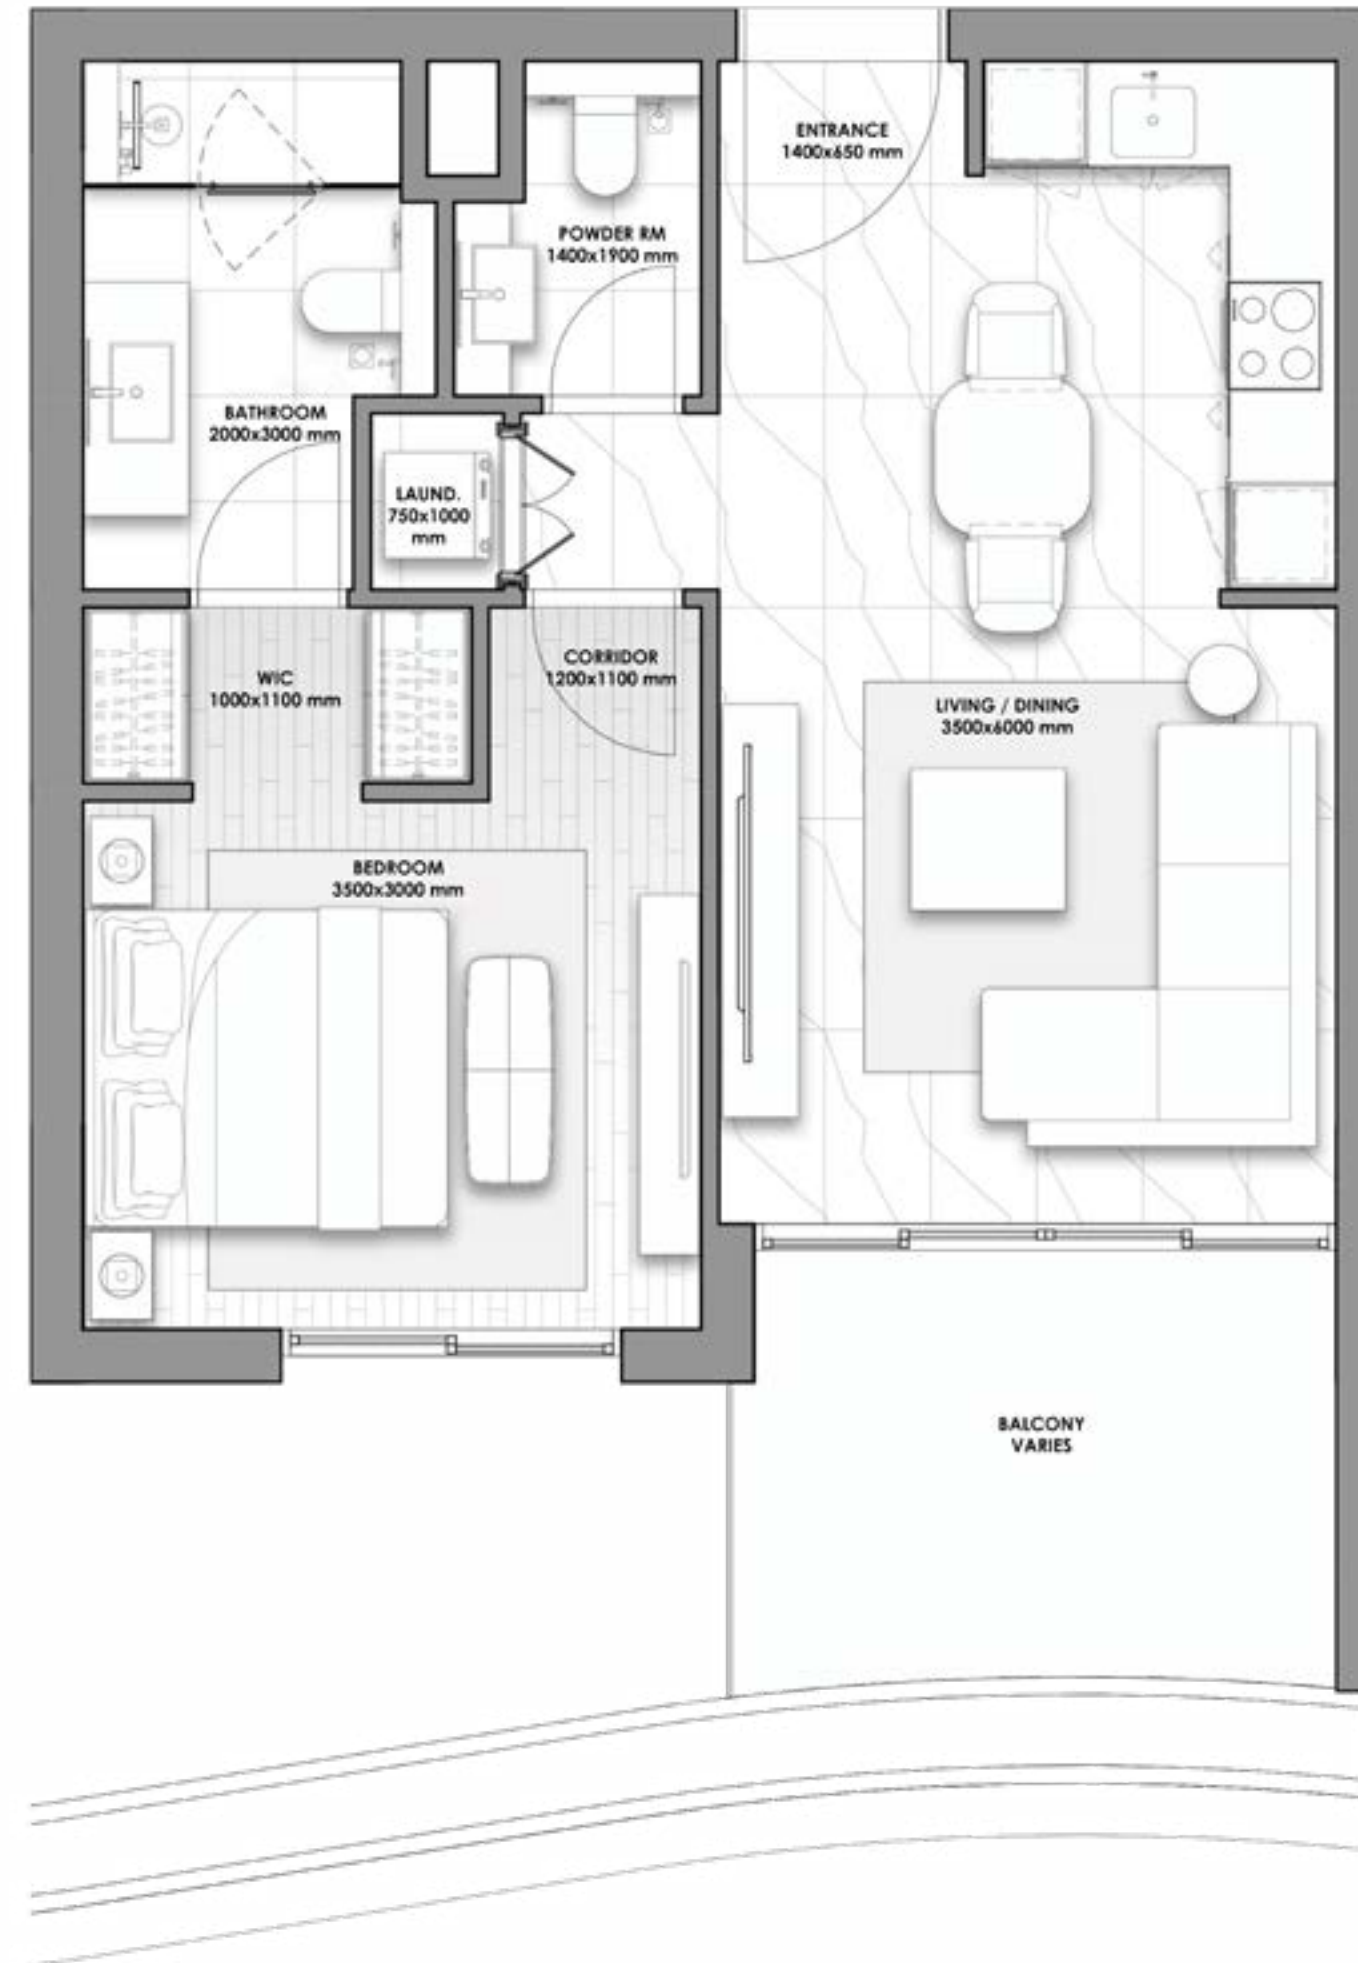 ENTRANCE
1400x650 mm
POWDER RM
1400x1900 mm
BATHROOM
2000x3000 mm
LAUND.
750x1000
mm
WIC
1000x1100 mm
CORRIDOR
1200x1100 mm
LIVING / DINING
3500x6000 mm
BEDROOM
3500x3000 mm
BALCONY
VARIES